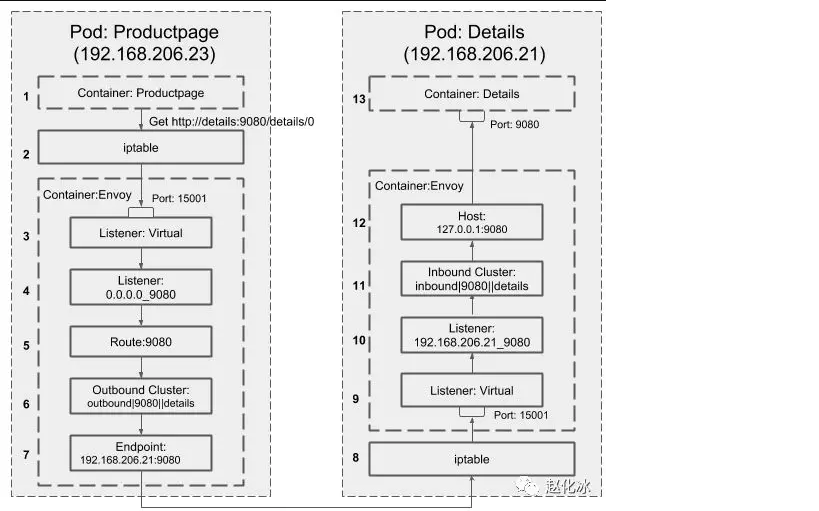 Pod: Productpage
(192.168.206.23)
1
Container: Productpage
Get http://details:9080/details/0
2
iptable
Container:Envoy
Port: 15001
3
Listener: Virtual
4
Listener:
0.0.0.0_9080
5
Route:9080
6
Outbound Cluster:
outbound|9080||details
7
Endpoint:
192.168.206.21:9080
Pod: Details
(192.168.206.21)
13
Container: Details
Port: 9080
Container:Envoy
12
Host:
127.0.0.1:9080
11
Inbound Cluster:
inbound|9080||details
10
Listener:
192.168.206.21_9080
9
Listener: Virtual
Port: 15001
8
iptable
赵化冰